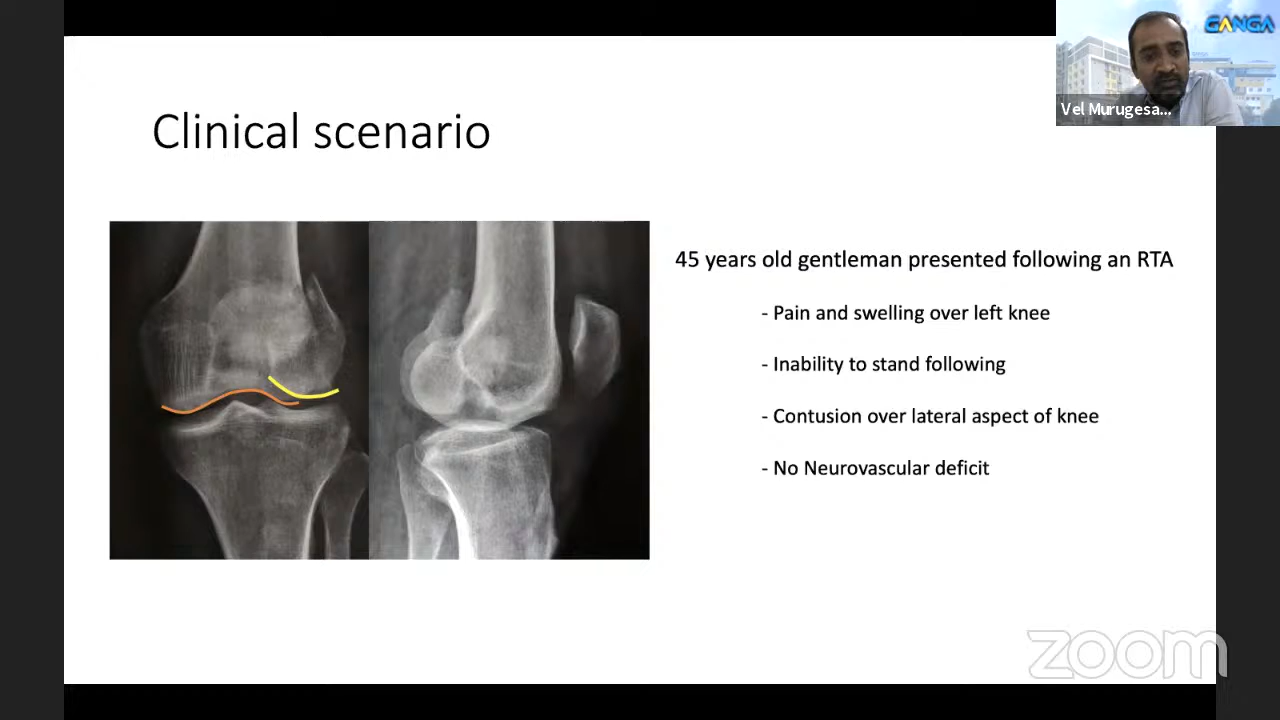 GANGA
Vel Murugesa...
Clinical scenario
45 years old gentleman presented following an RTA
- Pain and swelling over left knee
- Inability to stand following
- Contusion over lateral aspect of knee
- No Neurovascular deficit
zoom